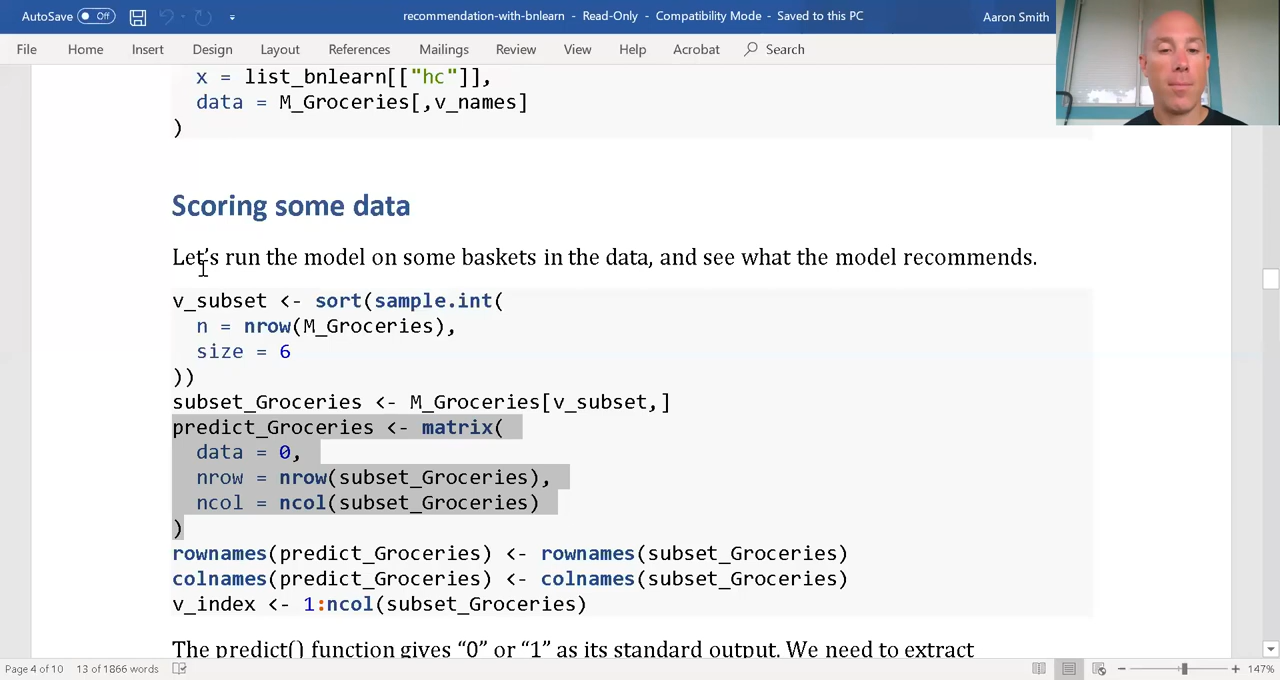 AutoSave Off recommendation-with-bnlearn - Read-Only - Compatibility Mode - Saved to this PC Aaron Smith
File Home Insert Design Layout References Mailings Review View Help Acrobat Search
x = list_bnlearn[["hc"]],
data = M_Groceries[,v_names]
)
Scoring some data
Let's run the model on some baskets in the data, and see what the model recommends.
v_subset <- sort(sample.int(
n = nrow(M_Groceries),
size = 6
))
subset_Groceries <- M_Groceries[v_subset,]
predict_Groceries <- matrix(
data = 0,
nrow = nrow(subset_Groceries),
ncol = ncol(subset_Groceries)
)
rownames(predict_Groceries) <- rownames(subset_Groceries)
colnames(predict_Groceries) <- colnames(subset_Groceries)
v_index <- 1:ncol(subset_Groceries)
The predict() function gives “0” or “1” as its standard output. We need to extract
Page 4 of 10 13 of 1866 words 147%